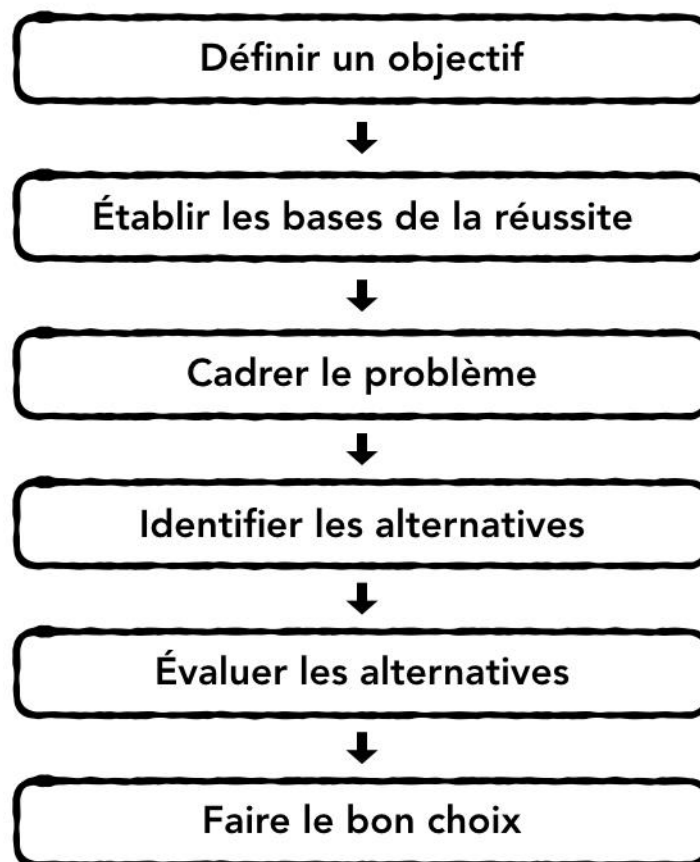 Définir un objectif
Établir les bases de la réussite
Cadrer le problème
Identifier les alternatives
Évaluer les alternatives
Faire le bon choix